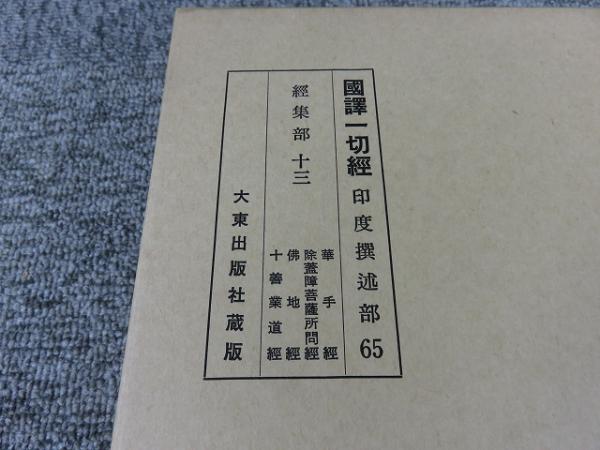 國譯一切經 印度撰述部 65
經集部 十三
華手經
除蓋障菩薩所問經
佛地經
十善業道經
大東出版社蔵版